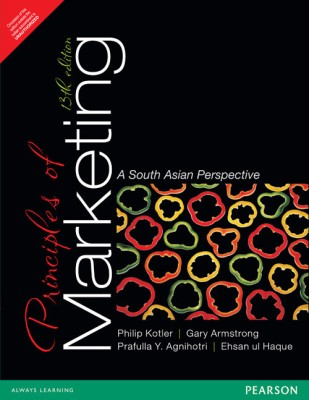 Principles of
Marketing
13th edition
A South Asian Perspective
Philip Kotler | Gary Armstrong
Prafulla Y. Agnihotri | Ehsan ul Haque
ALWAYS LEARNING
PEARSON